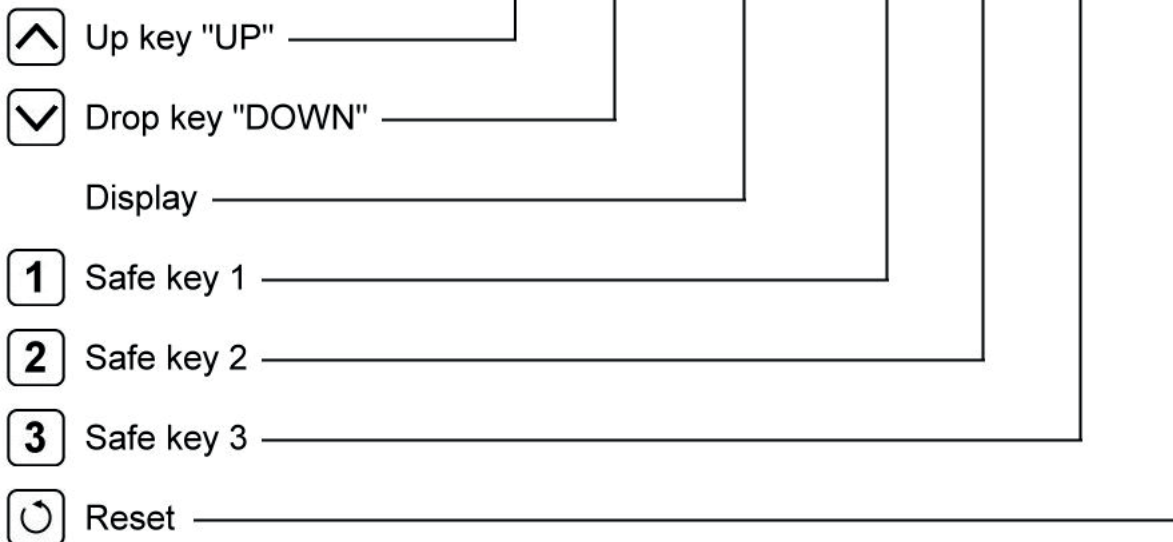 Up key "UP"
Drop key "DOWN"
Display
1 Safe key 1
2 Safe key 2
3 Safe key 3
Reset